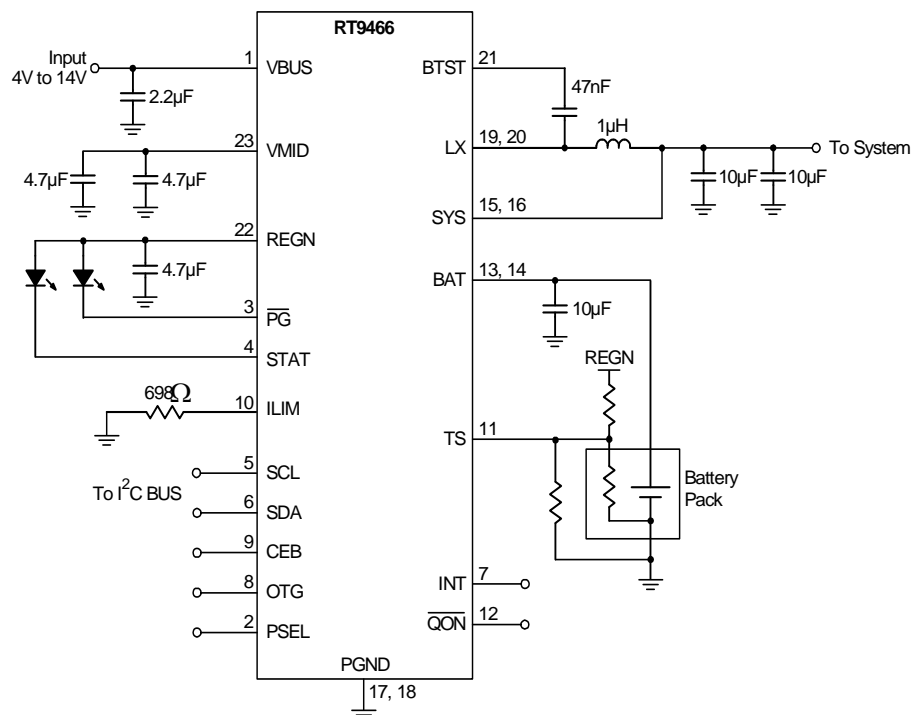 RT9466
Input
4V to 14V
1
VBUS
2.2µF
23
VMID
4.7µF
4.7µF
22
REGN
4.7µF
3
PG
4
STAT
698Ω
10
ILIM
5
SCL
To I²C BUS
6
SDA
9
CEB
8
OTG
2
PSEL
BTST
21
47nF
1µH
LX
19, 20
To System
10µF
10µF
15, 16
SYS
13, 14
BAT
10µF
REGN
11
TS
Battery
Pack
7
INT
12
QON
PGND
17, 18